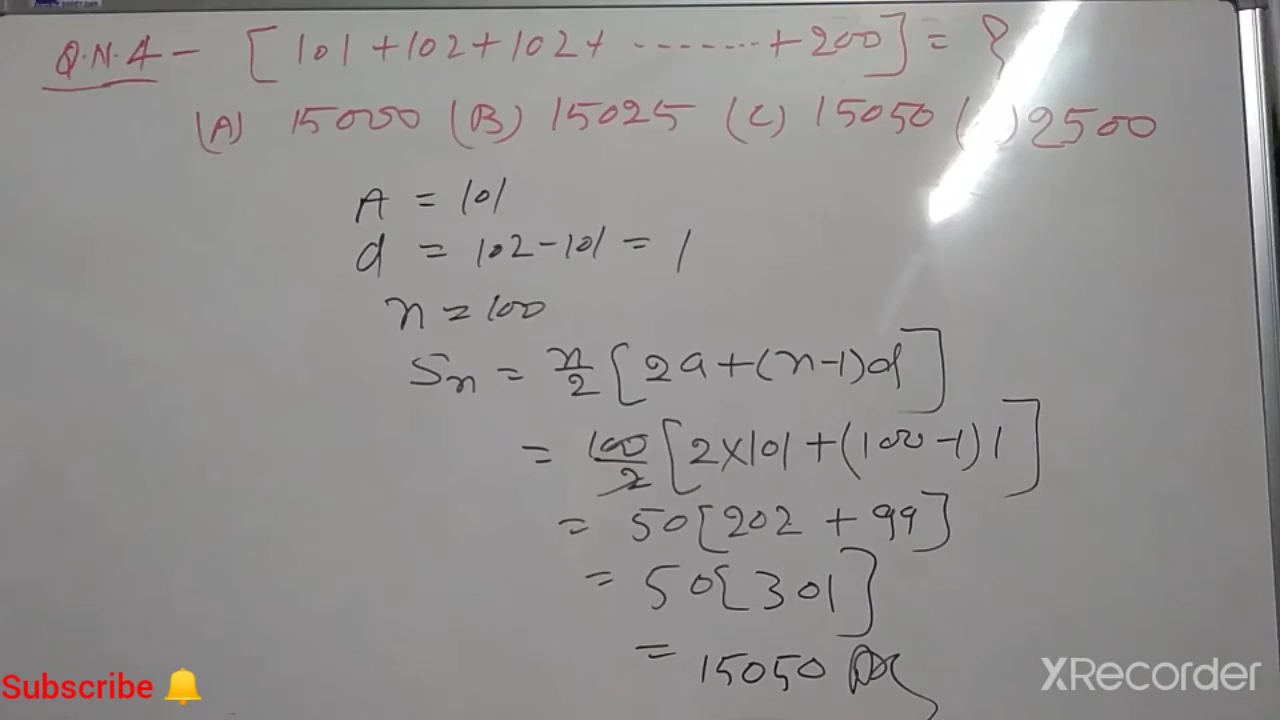 Q.N.4 - [101 + 102 + 102 + ------- + 200] = ?
(A) 15000 (B) 15025 (C) 15050 ( ) 2500
A = 101
d = 102 - 101 = 1
n = 100
Sn = n/2 [2a + (n-1)d]
= 100/2 [2×101 + (100-1)1]
= 50[202 + 99]
= 50[301]
= 15050
Subscribe 🔔
XRecorder